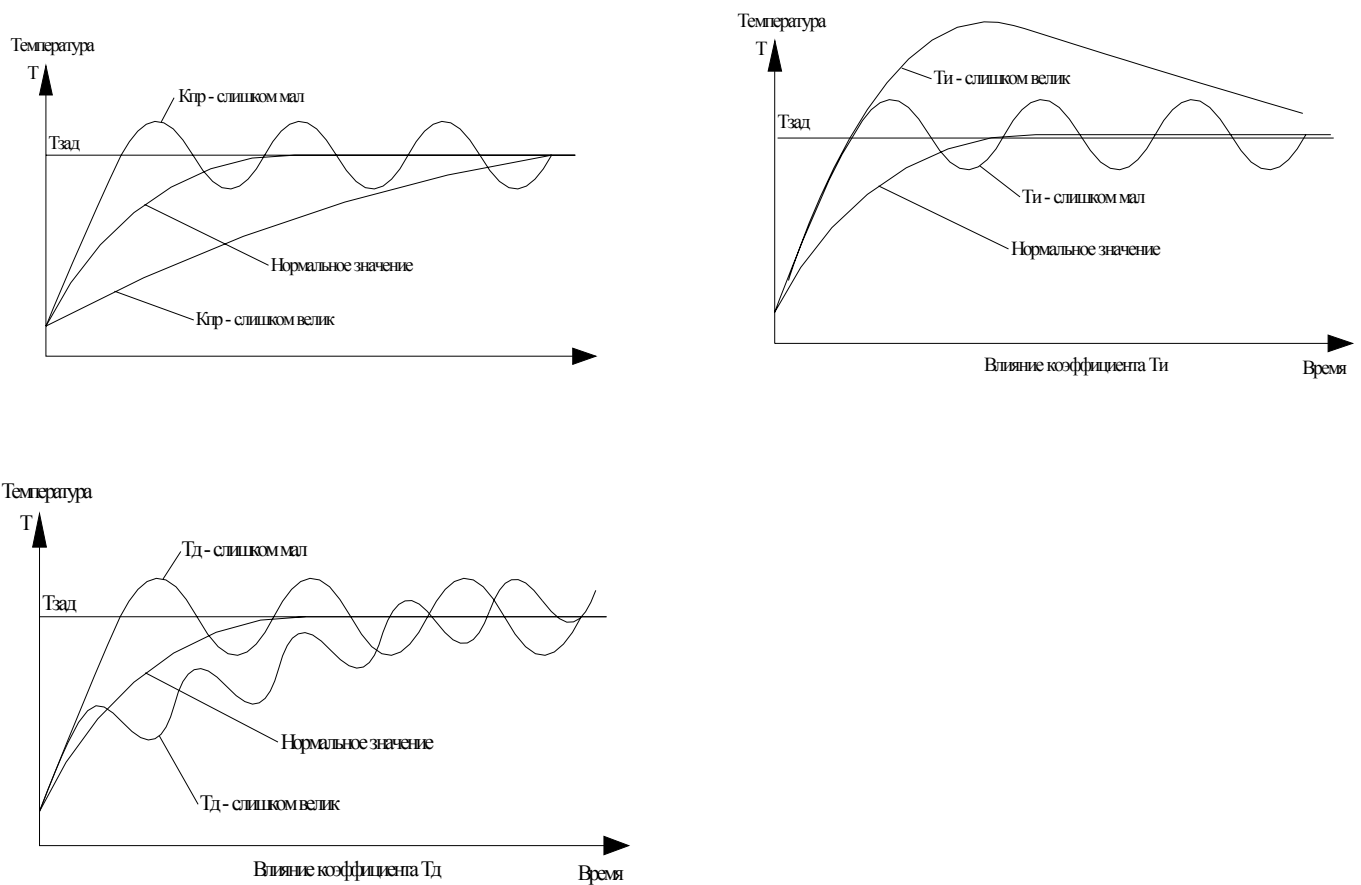 Температура
Т
Кпр - слишком мал
Тзад
Нормальное значение
Кпр - слишком велик
Температура
Т
Ти - слишком велик
Тзад
Ти - слишком мал
Нормальное значение
Влияние коэффициента Ти
Время
Температура
Т
Тд - слишком мал
Тзад
Нормальное значение
Тд - слишком велик
Влияние коэффициента Тд
Время